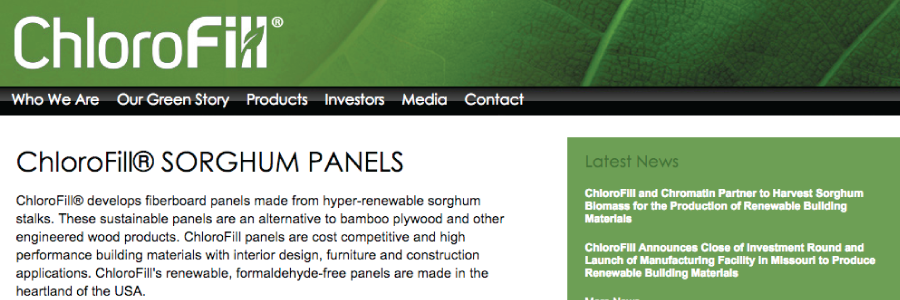 ChloroFill®
Who We Are Our Green Story Products Investors Media Contact
ChloroFill® SORGHUM PANELS
ChloroFill® develops fiberboard panels made from hyper-renewable sorghum
stalks. These sustainable panels are an alternative to bamboo plywood and other
engineered wood products. ChloroFill panels are cost competitive and high
performance building materials with interior design, furniture and construction
applications. ChloroFill's renewable, formaldehyde-free panels are made in the
heartland of the USA.
Latest News
ChloroFill and Chromatin Partner to Harvest Sorghum
Biomass for the Production of Renewable Building
Materials
ChloroFill Announces Close of Investment Round and
Launch of Manufacturing Facility in Missouri to Produce
Renewable Building Materials